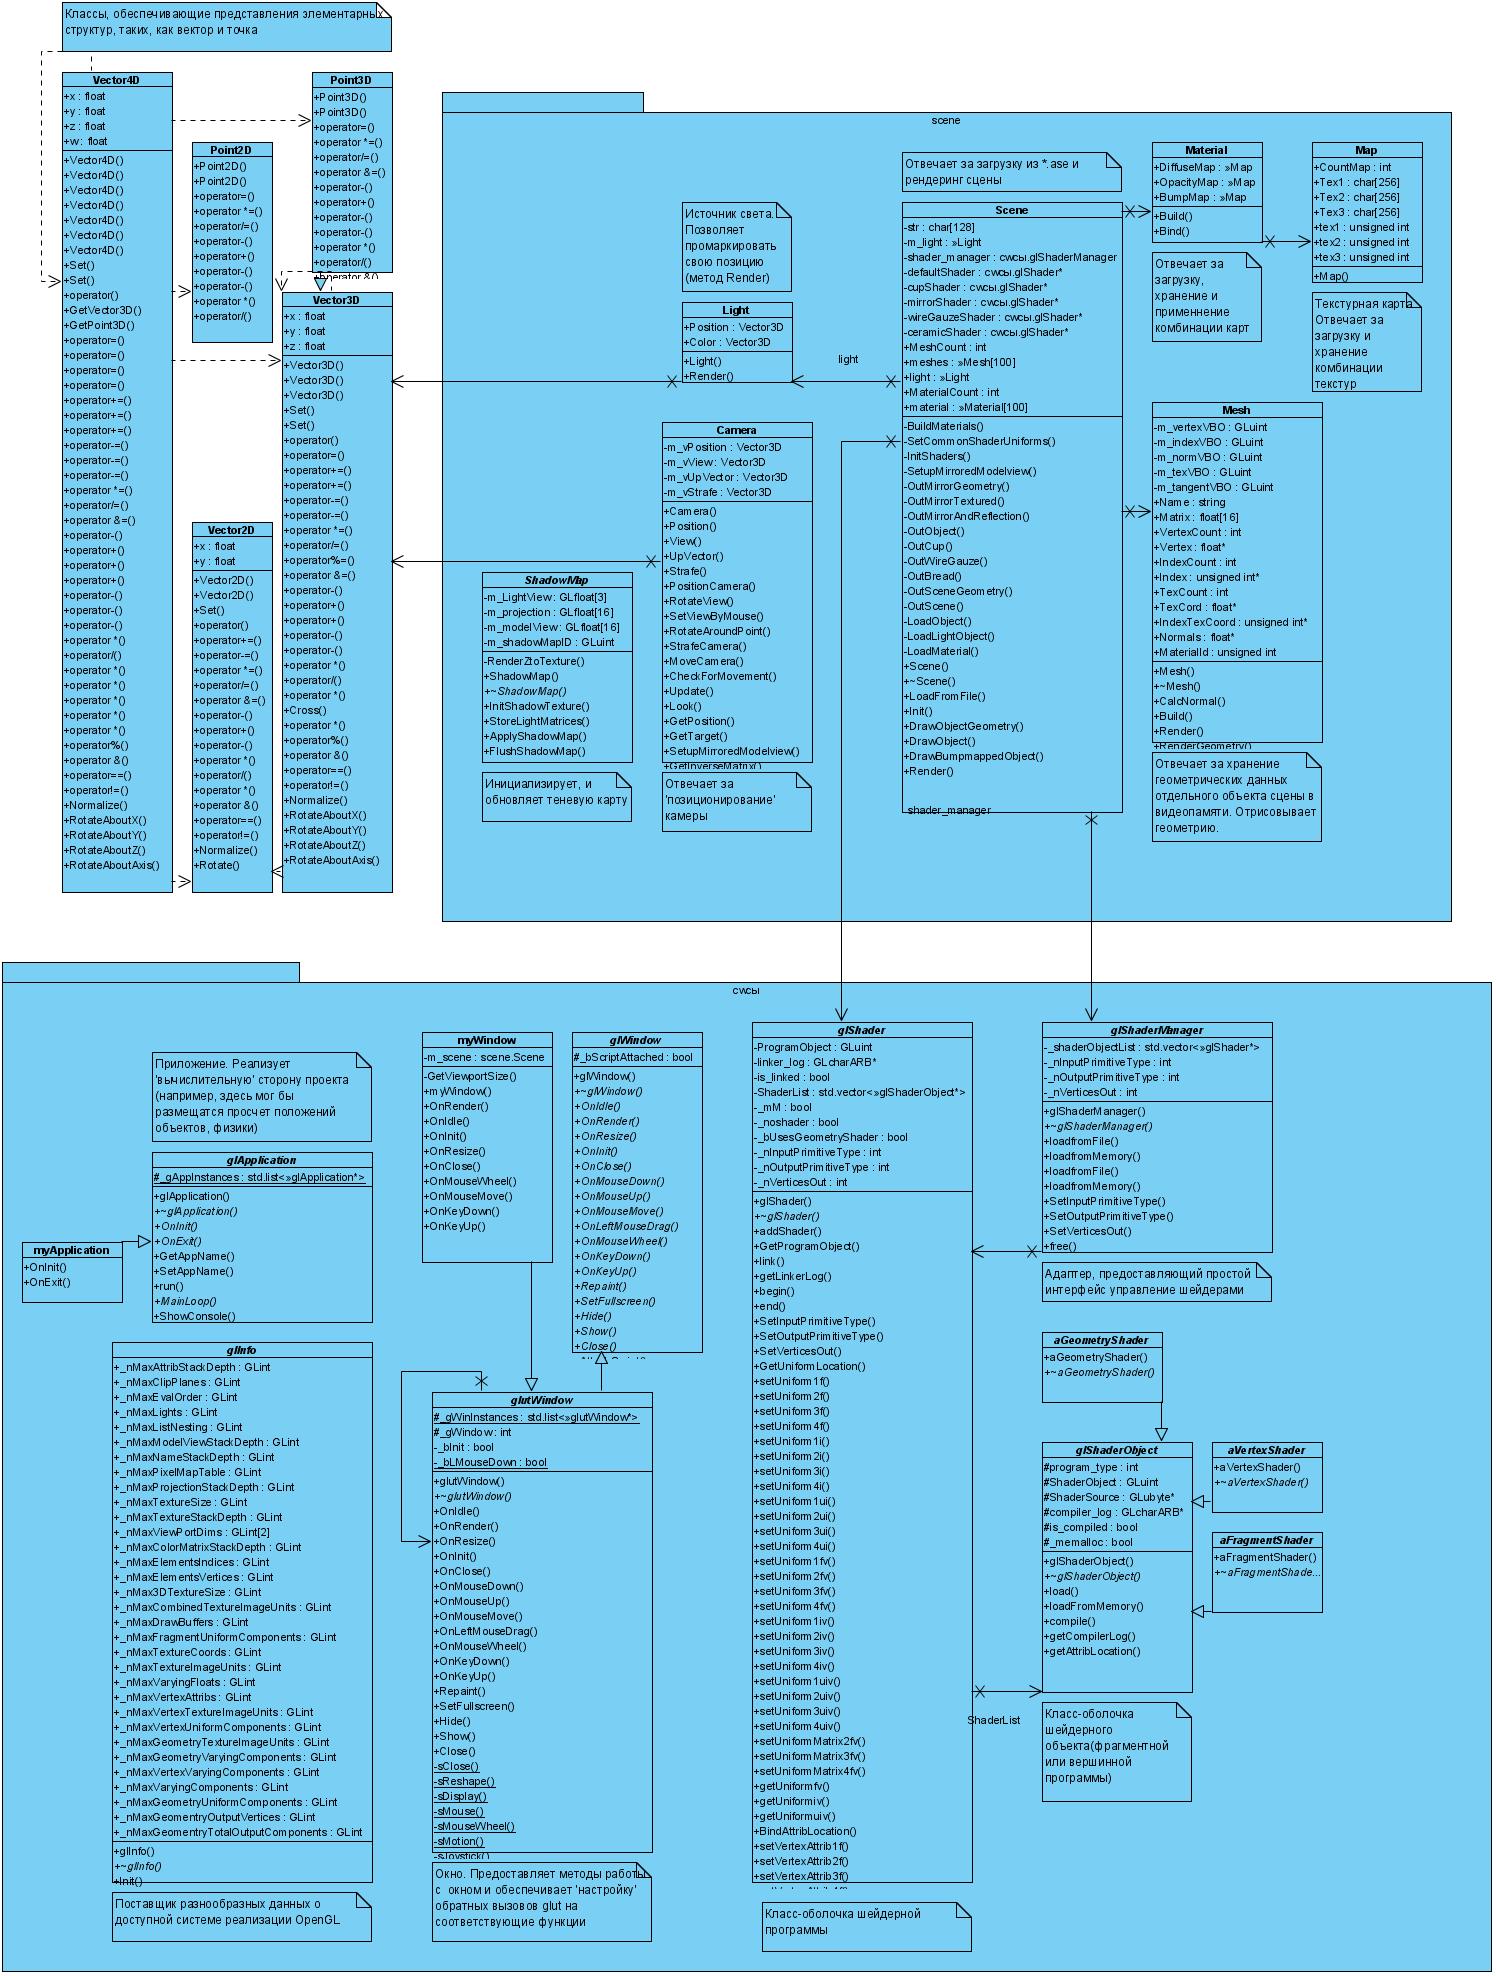 Классы, обеспечивающие представления элементарных
структур, таких, как вектор и точка
Vector4D
+x : float
+y : float
+z : float
+w : float
+Vector4D()
+Vector4D()
+Vector4D()
+Vector4D()
+Vector4D()
+Vector4D()
+Vector4D()
+Set()
+Set()
+operator()
+GetVector3D()
+GetPoint3D()
+operator=()
+operator=()
+operator=()
+operator=()
+operator+=()
+operator+=()
+operator+=()
+operator-=()
+operator-=()
+operator-=()
+operator *=()
+operator/=()
+operator &=()
+operator-()
+operator+()
+operator+()
+operator+()
+operator-()
+operator-()
+operator-()
+operator *()
+operator/()
+operator *()
+operator *()
+operator *()
+operator *()
+operator *()
+operator%()
+operator &()
+operator==()
+operator!=()
+Normalize()
+RotateAboutX()
+RotateAboutY()
+RotateAboutZ()
+RotateAboutAxis()
Point2D
+Point2D()
+Point2D()
+operator=()
+operator *=()
+operator/=()
+operator-()
+operator+()
+operator-()
+operator-()
+operator *()
+operator/()
Vector2D
+x : float
+y : float
+Vector2D()
+Vector2D()
+Set()
+operator()
+operator+=()
+operator-=()
+operator *=()
+operator/=()
+operator &=()
+operator-()
+operator+()
+operator-()
+operator *()
+operator/()
+operator *()
+operator &()
+operator==()
+operator!=()
+Normalize()
+Rotate()
Point3D
+Point3D()
+Point3D()
+operator=()
+operator *=()
+operator/=()
+operator &=()
+operator-()
+operator+()
+operator-()
+operator-()
+operator *()
+operator/()
+operator &()
Vector3D
+x : float
+y : float
+z : float
+Vector3D()
+Vector3D()
+Vector3D()
+Set()
+Set()
+operator()
+operator=()
+operator+=()
+operator+=()
+operator-=()
+operator-=()
+operator *=()
+operator/=()
+operator%=()
+operator &=()
+operator-()
+operator+()
+operator+()
+operator-()
+operator-()
+operator *()
+operator/()
+operator *()
+Cross()
+operator *()
+operator%()
+operator &()
+operator==()
+operator!=()
+Normalize()
+RotateAboutX()
+RotateAboutY()
+RotateAboutZ()
+RotateAboutAxis()
scene
Источник света.
Позволяет
промаркировать
свою позицию
(метод Render)
Light
+Position : Vector3D
+Color : Vector3D
+Light()
+Render()
light
Camera
-m_vPosition : Vector3D
-m_vView : Vector3D
-m_vUpVector : Vector3D
-m_vStrafe : Vector3D
+Camera()
+Position()
+View()
+UpVector()
+Strafe()
+PositionCamera()
+RotateView()
+SetViewByMouse()
+RotateAroundPoint()
+StrafeCamera()
+MoveCamera()
+CheckForMovement()
+Update()
+Look()
+GetPosition()
+GetTarget()
+SetupMirroredModelview()
+GetInverseMatrix()
Отвечает за
'позиционирование'
камеры
ShadowMap
-m_LightView : GLfloat[3]
-m_projection : GLfloat[16]
-m_modelView : GLfloat[16]
-m_shadowMapID : GLuint
-RenderZtoTexture()
+ShadowMap()
+~ShadowMap()
+InitShadowTexture()
+StoreLightMatrices()
+ApplyShadowMap()
+FlushShadowMap()
Инициализирует, и
обновляет теневую карту
Отвечает за загрузку из *.ase и
рендеринг сцены
Scene
-str : char[128]
-m_light : »Light
-shader_manager : cwcы.glShaderManager
-defaultShader : cwcы.glShader*
-cupShader : cwcы.glShader*
-mirrorShader : cwcы.glShader*
-wireGauzeShader : cwcы.glShader*
-ceramicShader : cwcы.glShader*
+MeshCount : int
+meshes : »Mesh[100]
+light : »Light
+MaterialCount : int
+material : »Material[100]
-BuildMaterials()
-SetCommonShaderUniforms()
-InitShaders()
-SetupMirroredModelview()
-OutMirrorGeometry()
-OutMirrorTextured()
-OutMirrorAndReflection()
-OutObject()
-OutCup()
-OutWireGauze()
-OutBread()
-OutSceneGeometry()
-OutScene()
-LoadObject()
-LoadLightObject()
-LoadMaterial()
+Scene()
+~Scene()
+LoadFromFile()
+Init()
+DrawObjectGeometry()
+DrawObject()
+DrawBumpmappedObject()
+Render()
shader_manager
Material
+DiffuseMap : »Map
+OpacityMap : »Map
+BumpMap : »Map
+Build()
+Bind()
Отвечает за
загрузку,
хранение и
применнение
комбинации карт
Map
+CountMap : int
+Tex1 : char[256]
+Tex2 : char[256]
+Tex3 : char[256]
+tex1 : unsigned int
+tex2 : unsigned int
+tex3 : unsigned int
+Map()
Текстурная карта.
Отвечает за
загрузку и
хранение
комбинации
текстур
Mesh
-m_vertexVBO : GLuint
-m_indexVBO : GLuint
-m_normVBO : GLuint
-m_texVBO : GLuint
-m_tangentVBO : GLuint
+Name : string
+Matrix : float[16]
+VertexCount : int
+Vertex : float*
+IndexCount : int
+Index : unsigned int*
+TexCount : int
+TexCord : float*
+IndexTexCoord : unsigned int*
+Normals : float*
+MaterialId : unsigned int
+Mesh()
+~Mesh()
+CalcNormal()
+Build()
+Render()
+RenderGeometry()
Отвечает за хранение
геометрических данных
отдельного объекта сцены в
видеопамяти. Отрисовывает
геометрию.
cwcы
Приложение. Реализует
'вычислительную' сторону проекта
(например, здесь мог бы
размещатся просчет положений
объектов, физики)
glApplication
#_gAppInstances : std.list<»glApplication*>
+glApplication()
+~glApplication()
+OnInit()
+OnExit()
+GetAppName()
+SetAppName()
+run()
+MainLoop()
+ShowConsole()
myApplication
+OnInit()
+OnExit()
glInfo
+_nMaxAttribStackDepth : GLint
+_nMaxClipPlanes : GLint
+_nMaxEvalOrder : GLint
+_nMaxLights : GLint
+_nMaxListNesting : GLint
+_nMaxModelViewStackDepth : GLint
+_nMaxNameStackDepth : GLint
+_nMaxPixelMapTable : GLint
+_nMaxProjectionStackDepth : GLint
+_nMaxTextureSize : GLint
+_nMaxTextureStackDepth : GLint
+_nMaxViewPortDims : GLint[2]
+_nMaxColorMatrixStackDepth : GLint
+_nMaxElementsIndices : GLint
+_nMaxElementsVertices : GLint
+_nMax3DTextureSize : GLint
+_nMaxCombinedTextureImageUnits : GLint
+_nMaxDrawBuffers : GLint
+_nMaxFragmentUniformComponents : GLint
+_nMaxTextureCoords : GLint
+_nMaxTextureImageUnits : GLint
+_nMaxVaryingFloats : GLint
+_nMaxVertexAttribs : GLint
+_nMaxVertexTextureImageUnits : GLint
+_nMaxVertexUniformComponents : GLint
+_nMaxGeometryTextureImageUnits : GLint
+_nMaxGeometryVaryingComponents : GLint
+_nMaxVertexVaryingComponents : GLint
+_nMaxVaryingComponents : GLint
+_nMaxGeometryUniformComponents : GLint
+_nMaxGeomentryOutputVertices : GLint
+_nMaxGeomentryTotalOutputComponents : GLint
+glInfo()
+~glInfo()
+Init()
Поставщик разнообразных данных о
доступной системе реализации OpenGL
myWindow
-m_scene : scene.Scene
-GetViewportSize()
+myWindow()
+OnRender()
+OnIdle()
+OnInit()
+OnResize()
+OnClose()
+OnMouseWheel()
+OnMouseMove()
+OnKeyDown()
+OnKeyUp()
glWindow
#_bScriptAttached : bool
+glWindow()
+~glWindow()
+OnIdle()
+OnRender()
+OnResize()
+OnInit()
+OnClose()
+OnMouseDown()
+OnMouseUp()
+OnMouseMove()
+OnLeftMouseDrag()
+OnMouseWheel()
+OnKeyDown()
+OnKeyUp()
+Repaint()
+SetFullscreen()
+Hide()
+Show()
+Close()
glutWindow
#_gWinInstances : std.list<»glutWindow*>
#_gWindow : int
-_bInit : bool
-_bLMouseDown : bool
+glutWindow()
+~glutWindow()
+OnIdle()
+OnRender()
+OnResize()
+OnInit()
+OnClose()
+OnMouseDown()
+OnMouseUp()
+OnMouseMove()
+OnLeftMouseDrag()
+OnMouseWheel()
+OnKeyDown()
+OnKeyUp()
+Repaint()
+SetFullscreen()
+Hide()
+Show()
+Close()
-sClose()
-sReshape()
-sDisplay()
-sMouse()
-sMouseWheel()
-sMotion()
-sJoystick()
Окно. Предоставляет методы работы
с окном и обеспечивает 'настройку'
обратных вызовов glut на
соответствующие функции
glShader
-ProgramObject : GLuint
-linker_log : GLcharARB*
-is_linked : bool
-ShaderList : std.vector<»glShaderObject*>
-_mM : bool
-_noshader : bool
-_bUsesGeometryShader : bool
-_nInputPrimitiveType : int
-_nOutputPrimitiveType : int
-_nVerticesOut : int
+glShader()
+~glShader()
+addShader()
+GetProgramObject()
+link()
+getLinkerLog()
+begin()
+end()
+SetInputPrimitiveType()
+SetOutputPrimitiveType()
+SetVerticesOut()
+GetUniformLocation()
+setUniform1f()
+setUniform2f()
+setUniform3f()
+setUniform4f()
+setUniform1i()
+setUniform2i()
+setUniform3i()
+setUniform4i()
+setUniform1ui()
+setUniform2ui()
+setUniform3ui()
+setUniform4ui()
+setUniform1fv()
+setUniform2fv()
+setUniform3fv()
+setUniform4fv()
+setUniform1iv()
+setUniform2iv()
+setUniform3iv()
+setUniform4iv()
+setUniform1uiv()
+setUniform2uiv()
+setUniform3uiv()
+setUniform4uiv()
+setUniformMatrix2fv()
+setUniformMatrix3fv()
+setUniformMatrix4fv()
+getUniformfv()
+getUniformiv()
+getUniformuiv()
+BindAttribLocation()
+setVertexAttrib1f()
+setVertexAttrib2f()
+setVertexAttrib3f()
Класс-оболочка шейдерной
программы
glShaderManager
-_shaderObjectList : std.vector<»glShader*>
-_nInputPrimitiveType : int
-_nOutputPrimitiveType : int
-_nVerticesOut : int
+glShaderManager()
+~glShaderManager()
+loadfromFile()
+loadfromMemory()
+loadfromFile()
+loadfromMemory()
+SetInputPrimitiveType()
+SetOutputPrimitiveType()
+SetVerticesOut()
+free()
Адаптер, предоставляющий простой
интерфейс управление шейдерами
aGeometryShader
+aGeometryShader()
+~aGeometryShader()
glShaderObject
#program_type : int
#ShaderObject : GLuint
#ShaderSource : GLubyte*
#compiler_log : GLcharARB*
#is_compiled : bool
#_memalloc : bool
+glShaderObject()
+~glShaderObject()
+load()
+loadFromMemory()
+compile()
+getCompilerLog()
+getAttribLocation()
aVertexShader
+aVertexShader()
+~aVertexShader()
aFragmentShader
+aFragmentShader()
+~aFragmentShade...
ShaderList
Класс-оболочка
шейдерного
объекта(фрагментной
или вершинной
программы)